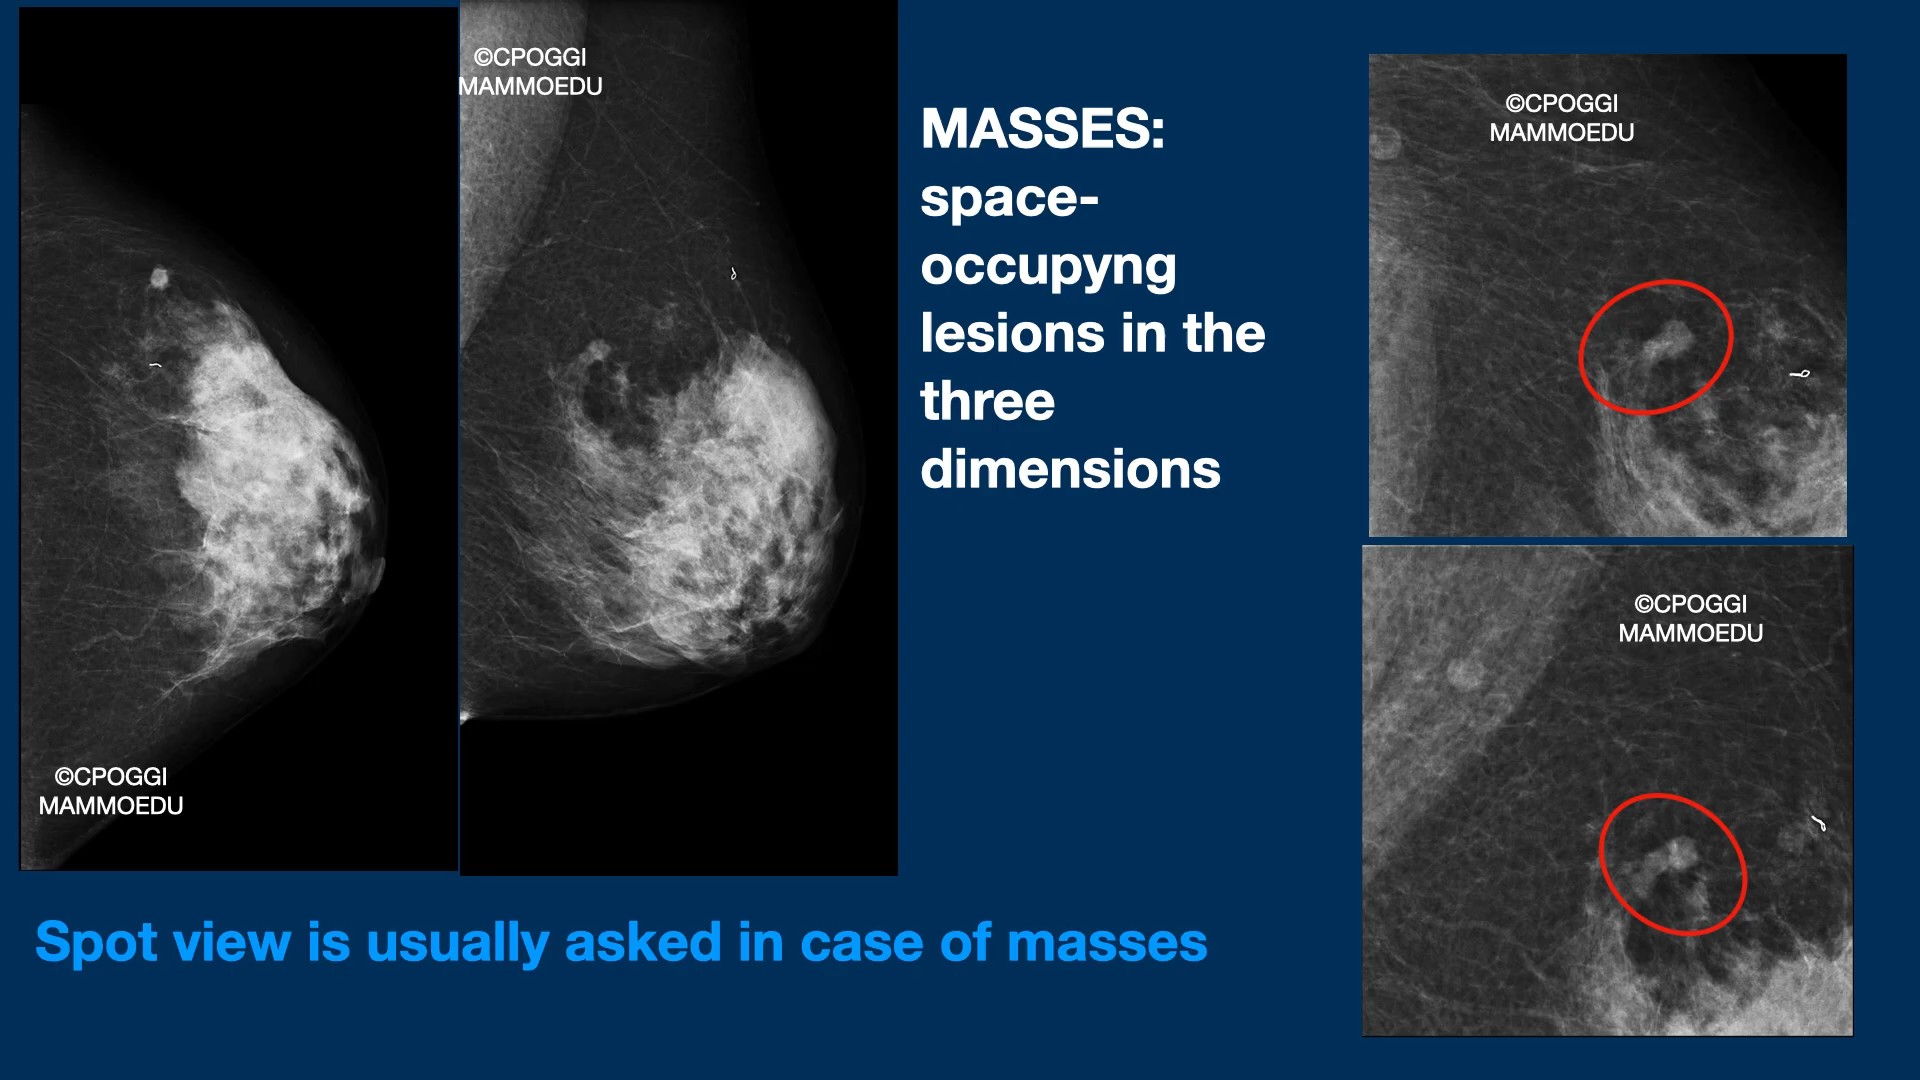 ©CPOGGI
MAMMOEDU
©CPOGGI
MAMMOEDU
MASSES:
space-
occupyng
lesions in the
three
dimensions
©CPOGGI
MAMMOEDU
©CPOGGI
MAMMOEDU
Spot view is usually asked in case of masses